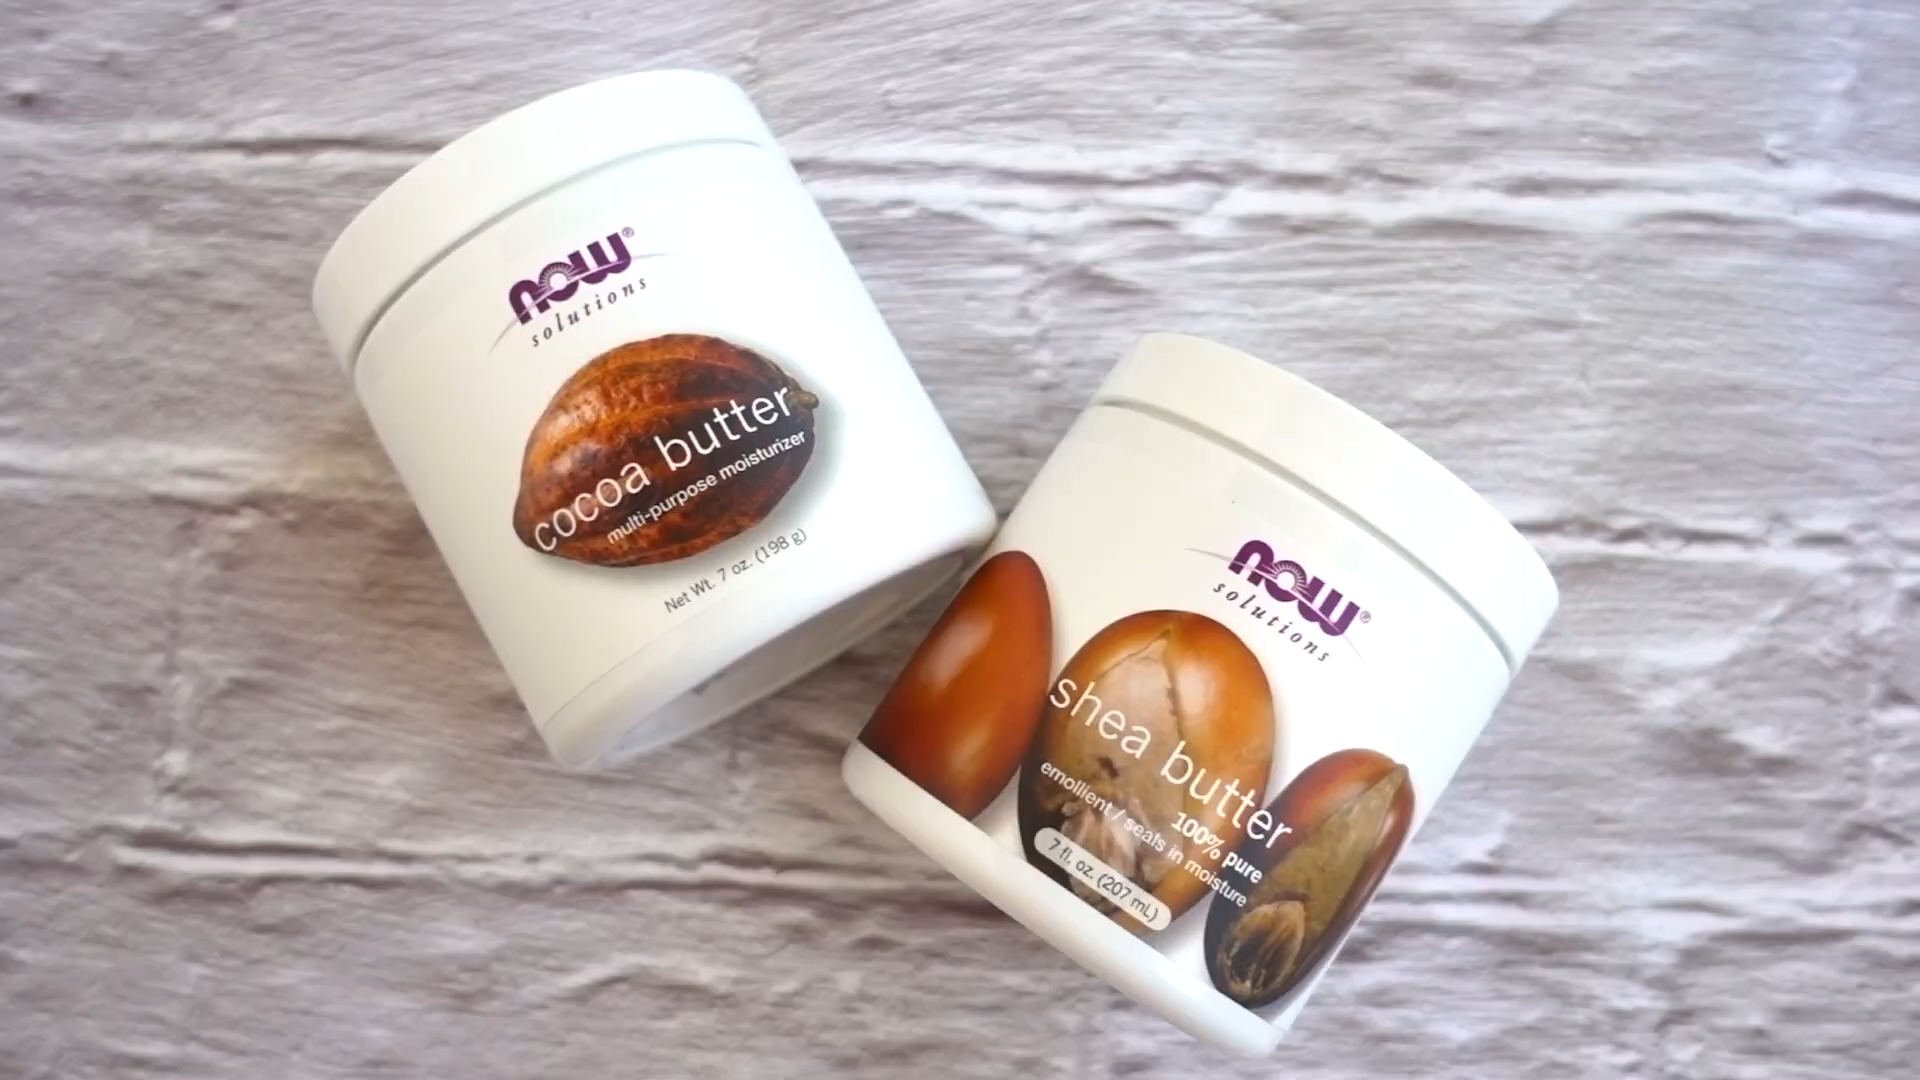 now®
solutions
cocoa butter
multi-purpose moisturizer
Net Wt. 7 oz. (198 g)
now®
solutions
shea butter
100% pure
emollient / seals in moisture
7 fl. oz. (207 mL)